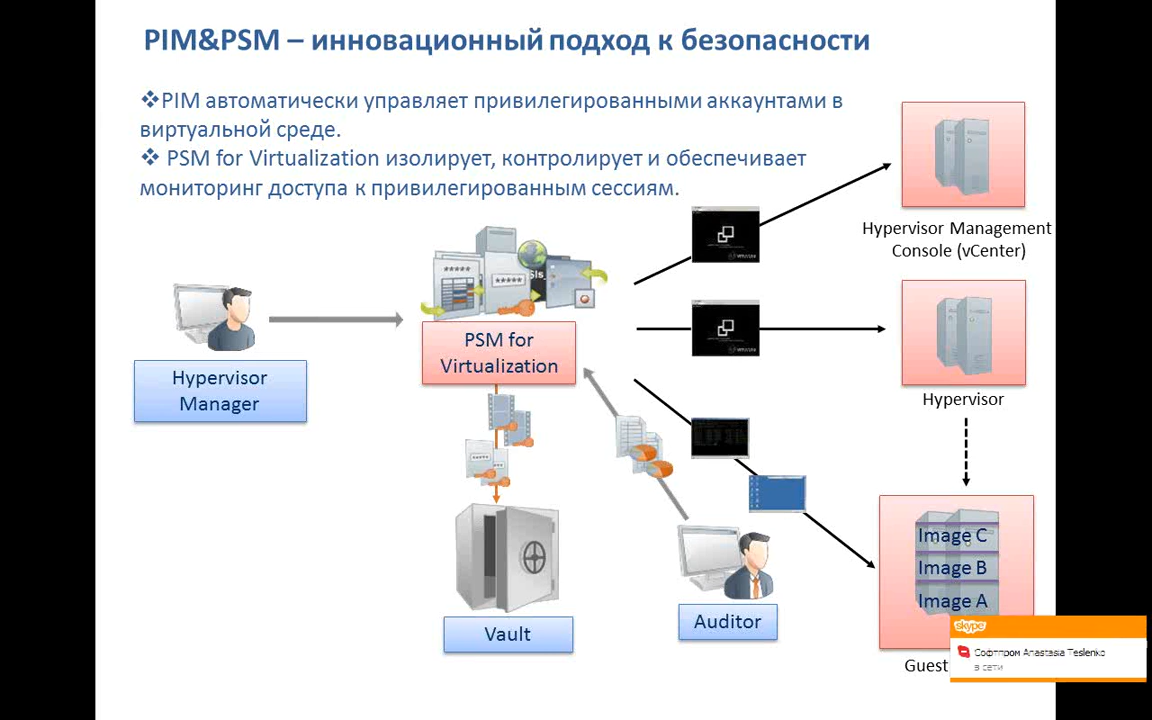 PIM&PSM – инновационный подход к безопасности
❖PIM автоматически управляет привилегированными аккаунтами в
виртуальной среде.
❖ PSM for Virtualization изолирует, контролирует и обеспечивает
мониторинг доступа к привилегированным сессиям.
Hypervisor Management
Console (vCenter)
PSM for
Virtualization
Hypervisor
Manager
Hypervisor
Image C
Image B
Image A
Auditor
Vault
Guest
skype
Софтпром Anastasia Teslenko
в сети